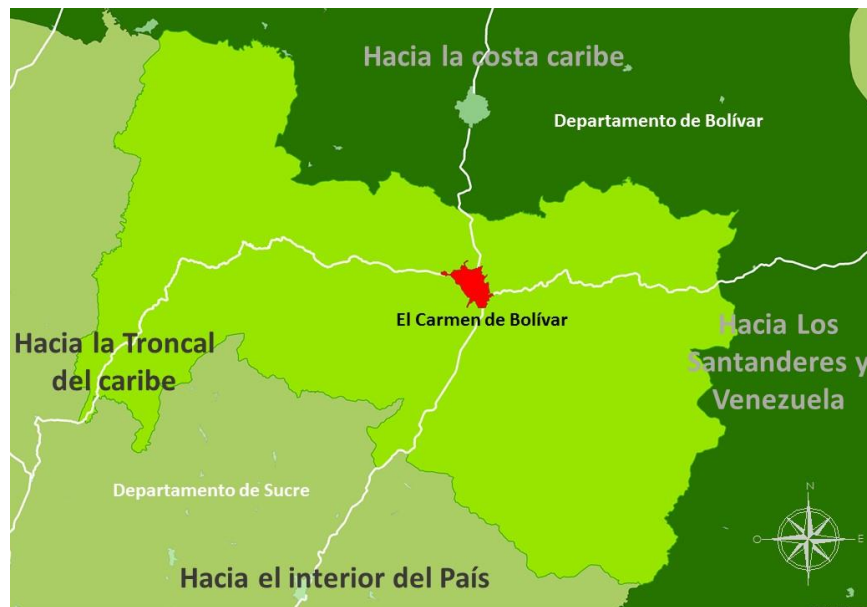 Hacia la costa caribe
Departamento de Bolívar
El Carmen de Bolívar
Hacia la Troncal
del caribe
Hacia Los
Santanderes y
Venezuela
Departamento de Sucre
Hacia el interior del País
N
O
E